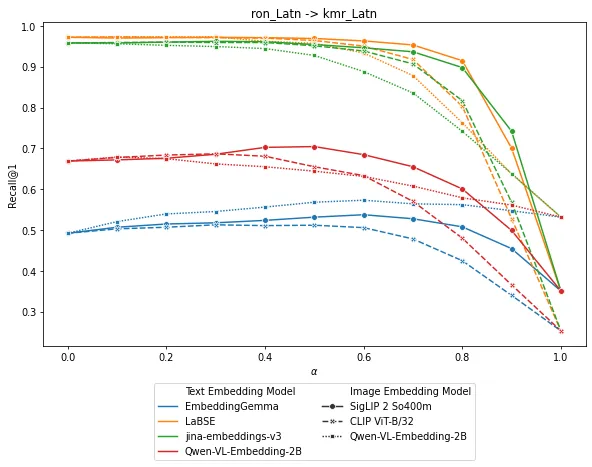 ron_Latn -> kmr_Latn
1.0
0.9
0.8
0.7
0.6
0.5
0.4
0.3
Recall@1
0.0 0.2 0.4 0.6 0.8 1.0
α
Text Embedding Model
EmbeddingGemma
LaBSE
jina-embeddings-v3
Qwen-VL-Embedding-2B
Image Embedding Model
SigLIP 2 So400m
CLIP ViT-B/32
Qwen-VL-Embedding-2B